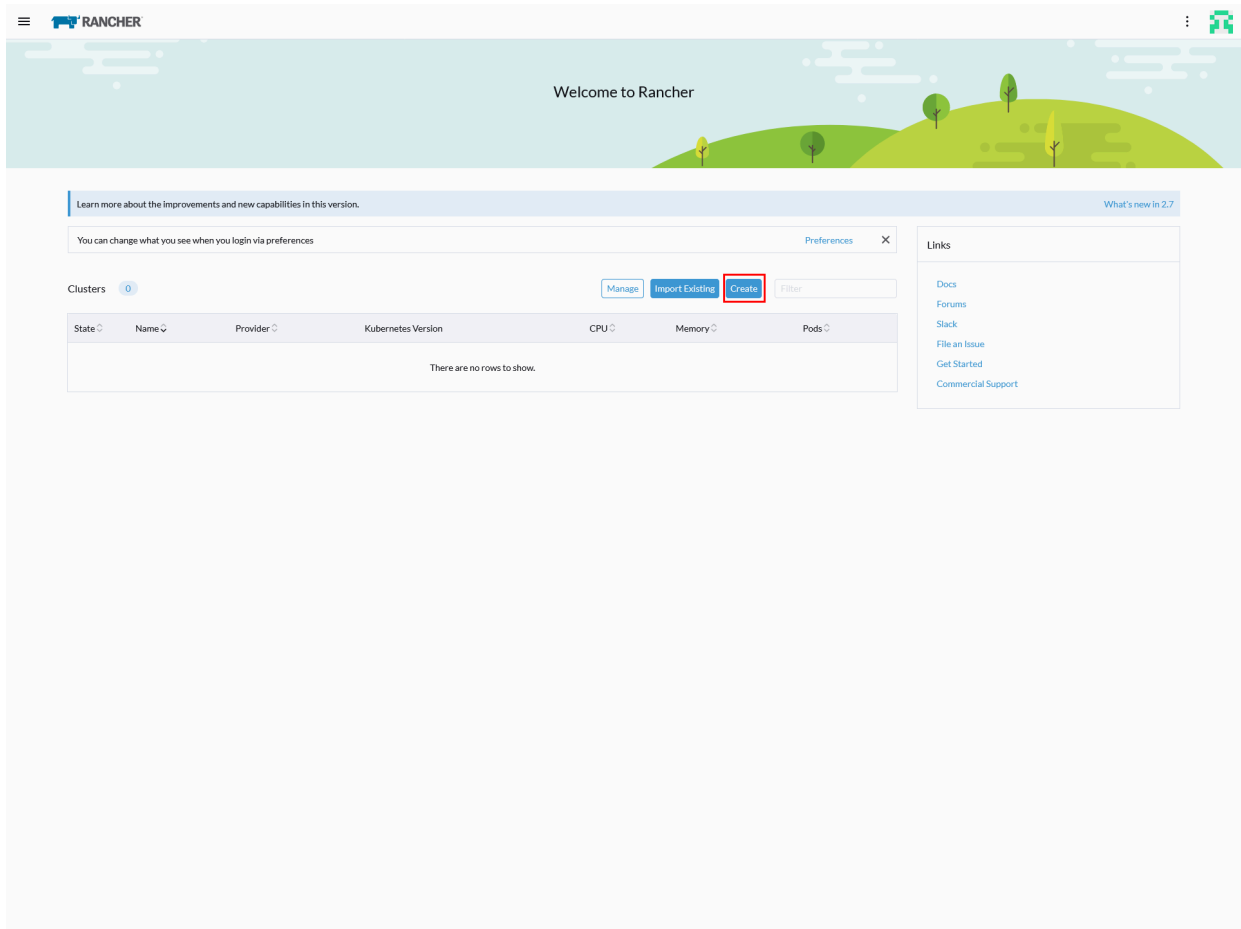 RANCHER
Welcome to Rancher
Learn more about the improvements and new capabilities in this version. What's new in 2.7
You can change what you see when you login via preferences Preferences
Links
Clusters 0 Manage Import Existing Create Filter
State Name Provider Kubernetes Version CPU Memory Pods
There are no rows to show.
Docs
Forums
Slack
File an Issue
Get Started
Commercial Support